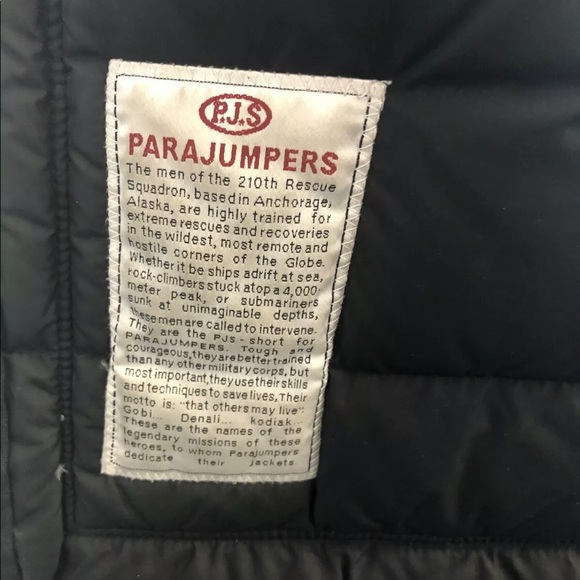 P.J.S
PARAJUMPERS
The men of the 210th Rescue
Squadron, based in Anchorage,
Alaska, are highly trained for
extreme rescues and recoveries
in the wildest, most remote and
hostile corners of the Globe.
Whether it be ships adrift at sea,
rock-climbers stuck atop a 4,000-
meter peak, or submariners
sunk at unimaginable depths,
these men are called to intervene.
They are the PJS - short for
PARAJUMPERS. Tough and
courageous, they are better trained
than any other military corps, but
most important, they use their skills
and techniques to save lives, Their
motto is: "that others may live":
Gobi... Denali... kodiak...
These are the names of the
legendary missions of these
heroes, to whom Parajumpers
dedicate their jackets